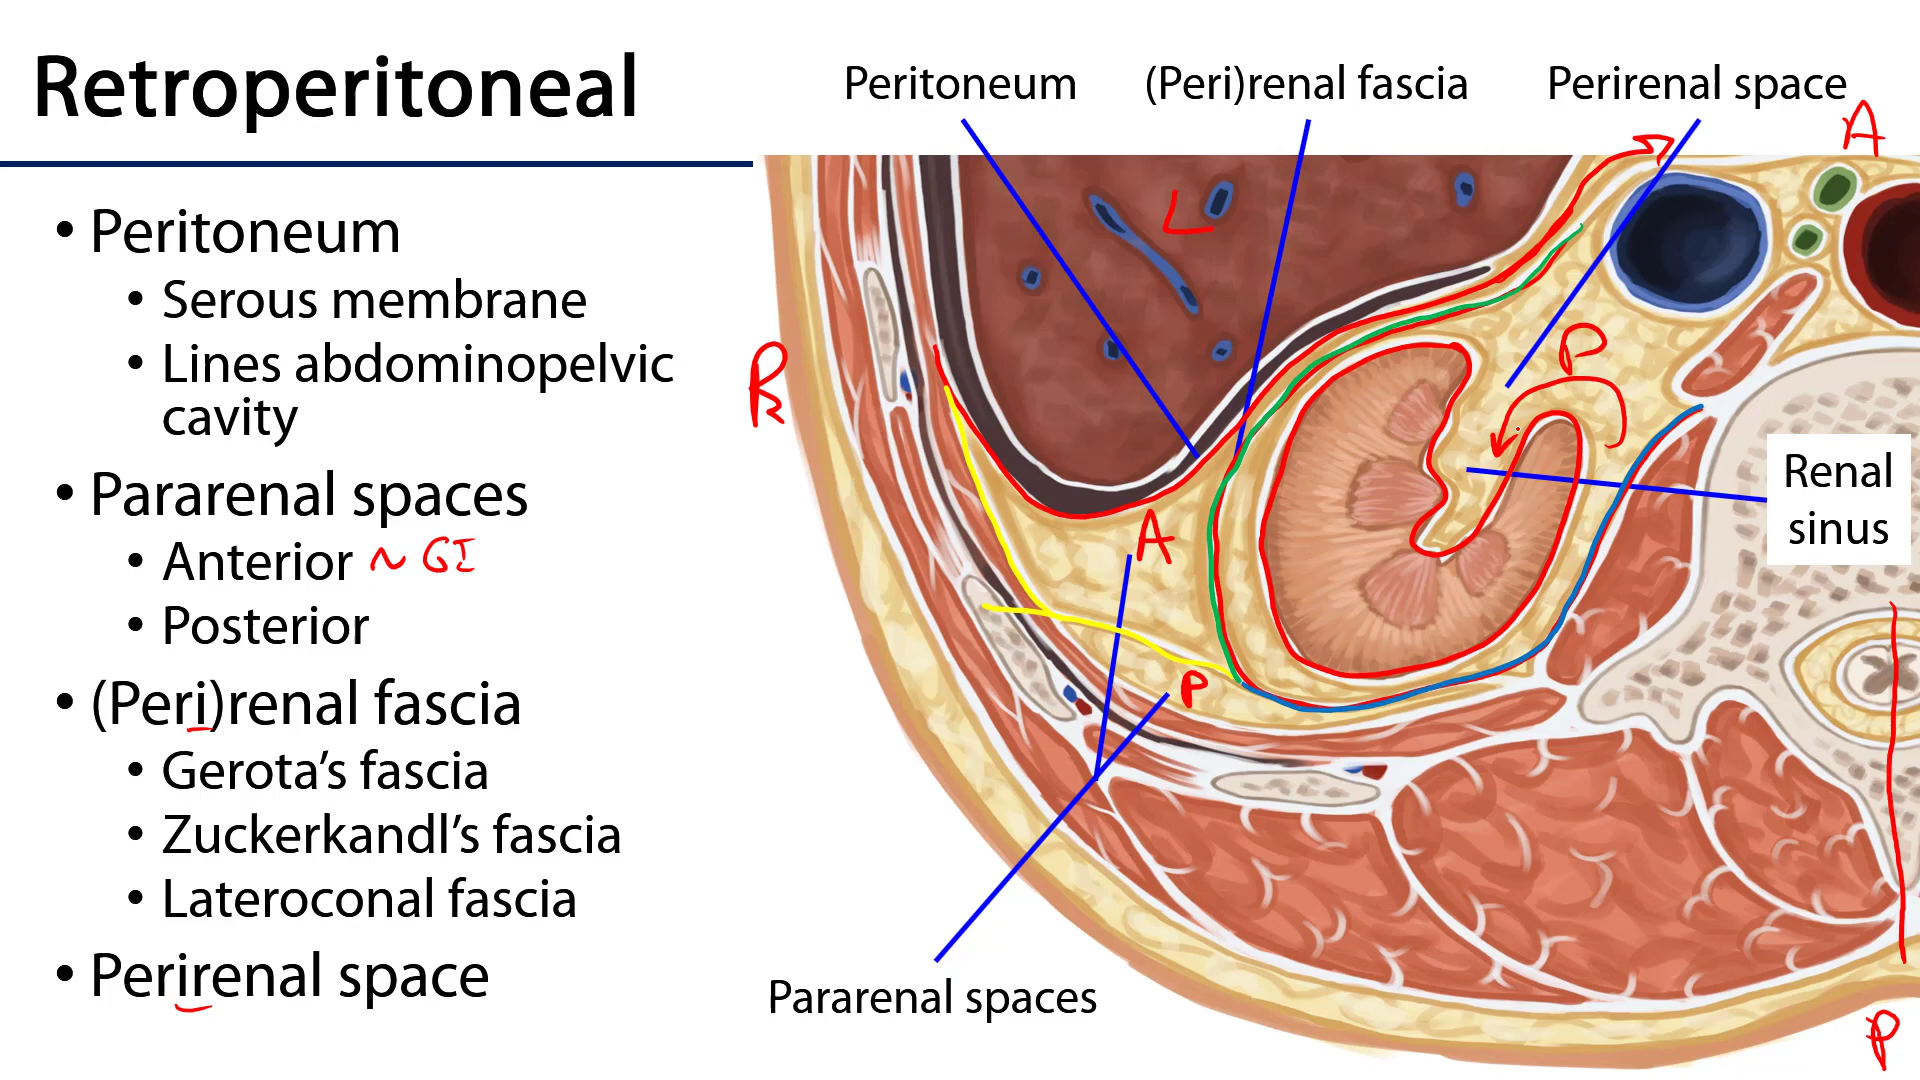 Retroperitoneal
• Peritoneum
• Serous membrane
• Lines abdominopelvic
cavity
• Pararenal spaces
• Anterior ~ GI
• Posterior
• (Peri)renal fascia
• Gerota’s fascia
• Zuckerkandl’s fascia
• Lateroconal fascia
• Perirenal space
Peritoneum
(Peri)renal fascia
Perirenal space
A
L
R
P
Renal
sinus
A
P
Pararenal spaces
P